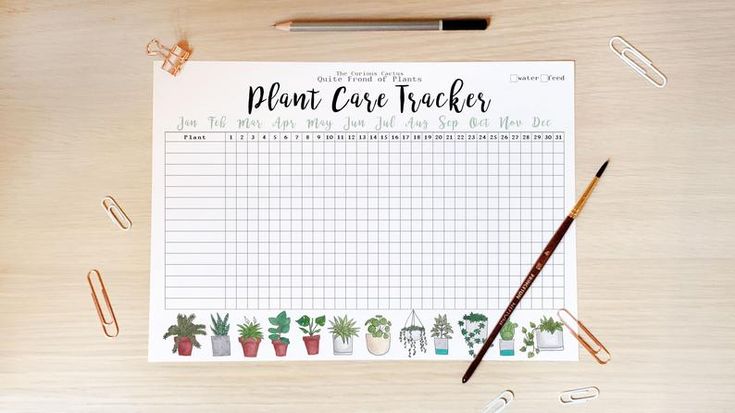 The Curious Cactus
Quite Frond of Plants
water feed
Plant Care Tracker
Jan Feb Mar Apr May Jun Jul Aug Sep Oct Nov Dec
Plant 1 2 3 4 5 6 7 8 9 10 11 12 13 14 15 16 17 18 19 20 21 22 23 24 25 26 27 28 29 30 31